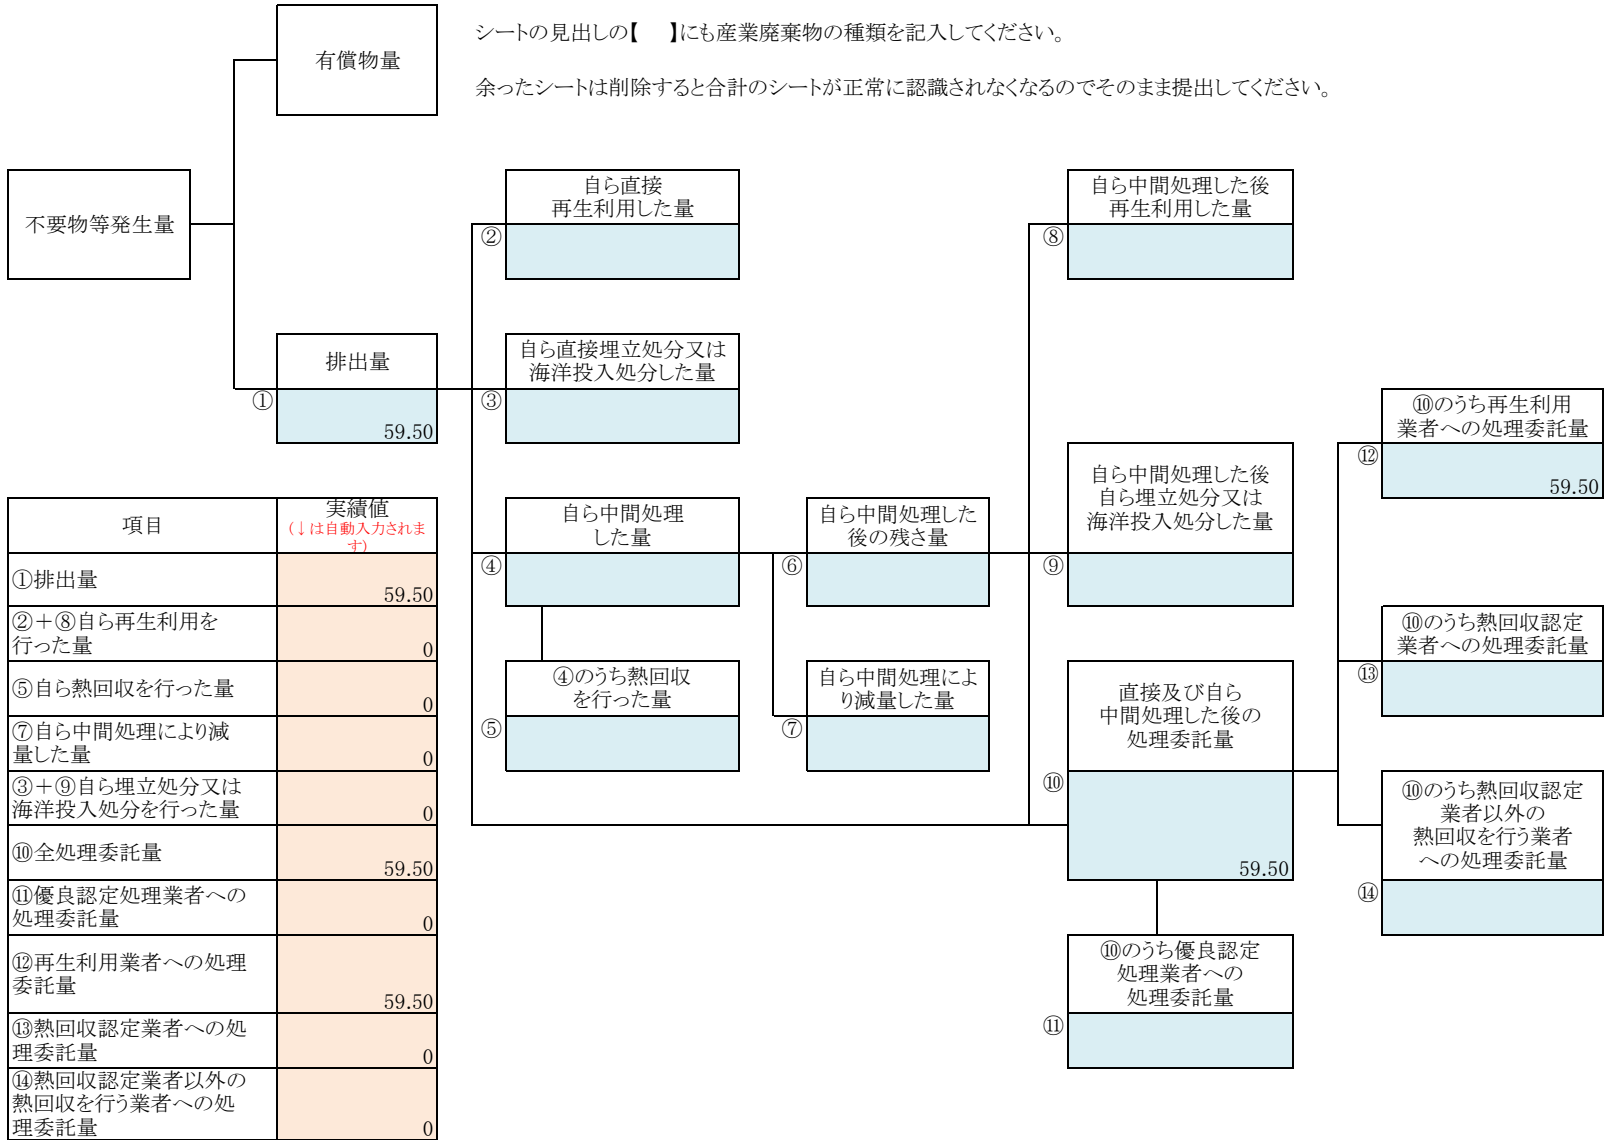 シートの見出しの【　】にも産業廃棄物の種類を記入してください。
余ったシートは削除すると合計のシートが正常に認識されなくなるのでそのまま提出してください。
有償物量
不要物等発生量
排出量
①
59.50
自ら直接
再生利用した量
②
自ら直接埋立処分又は
海洋投入処分した量
③
自ら中間処理
した量
④
④のうち熱回収
を行った量
⑤
自ら中間処理した
後の残さ量
⑥
自ら中間処理によ
り減量した量
⑦
自ら中間処理した後
再生利用した量
⑧
自ら中間処理した後
自ら埋立処分又は
海洋投入処分した量
⑨
直接及び自ら
中間処理した後の
処理委託量
⑩
59.50
⑩のうち優良認定
処理業者への
処理委託量
⑪
⑩のうち再生利用
業者への処理委託量
⑫
59.50
⑩のうち熱回収認定
業者への処理委託量
⑬
⑩のうち熱回収認定
業者以外の
熱回収を行う業者
への処理委託量
⑭
項目
実績値
(↓は自動入力されま
す)
①排出量
59.50
②＋⑧自ら再生利用を
行った量
0
⑤自ら熱回収を行った量
0
⑦自ら中間処理により減
量した量
0
③＋⑨自ら埋立処分又は
海洋投入処分を行った量
0
⑩全処理委託量
59.50
⑪優良認定処理業者への
処理委託量
0
⑫再生利用業者への処理
委託量
59.50
⑬熱回収認定業者への処
理委託量
0
⑭熱回収認定業者以外の
熱回収を行う業者への処
理委託量
0